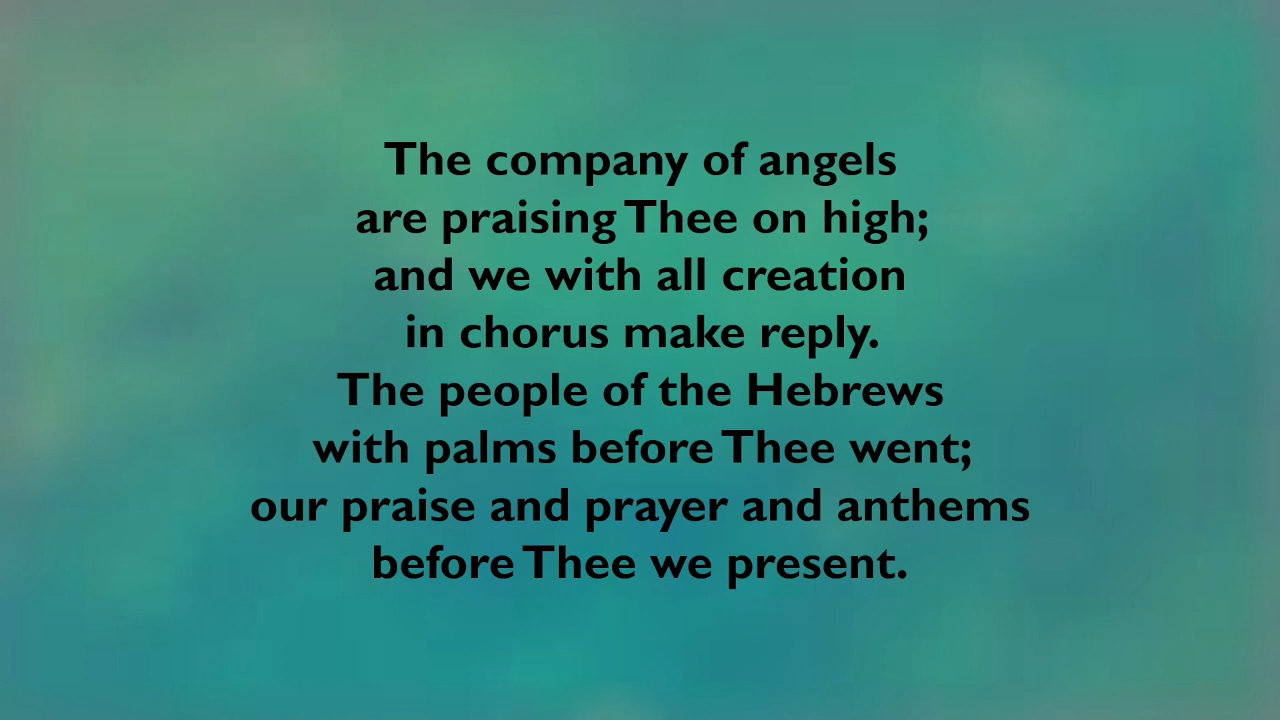 The company of angels
are praising Thee on high;
and we with all creation
in chorus make reply.
The people of the Hebrews
with palms before Thee went;
our praise and prayer and anthems
before Thee we present.